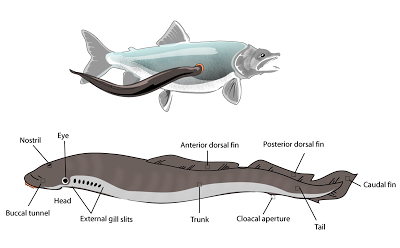 Nostril
Eye
Anterior dorsal fin
Posterior dorsal fin
Caudal fin
Buccal tunnel
Head
External gill slits
Trunk
Cloacal aperture
Tail